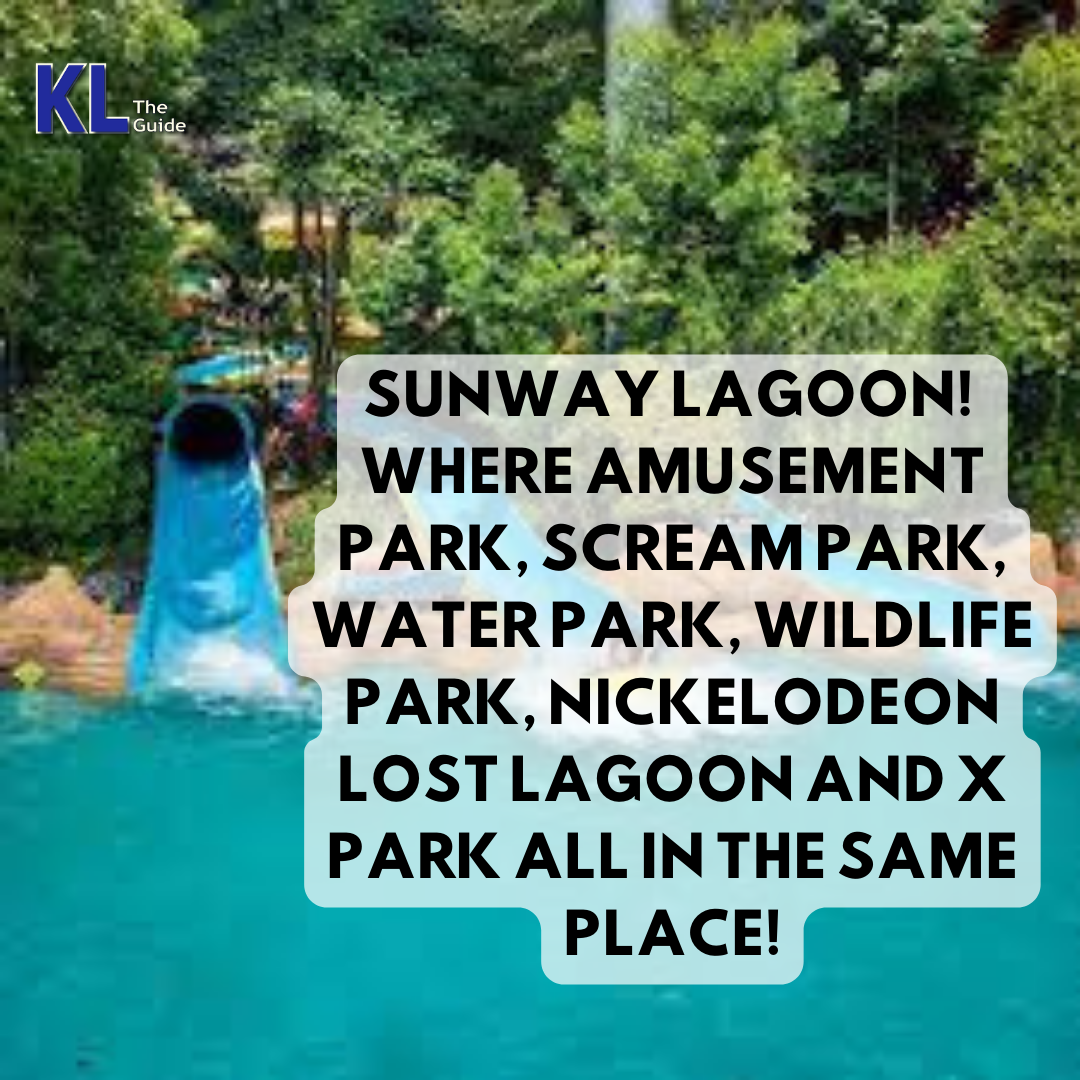 KL The
Guide
SUNWAY LAGOON!
WHERE AMUSEMENT
PARK, SCREAM PARK,
WATER PARK, WILDLIFE
PARK, NICKELODEON
LOST LAGOON AND X
PARK ALL IN THE SAME
PLACE!